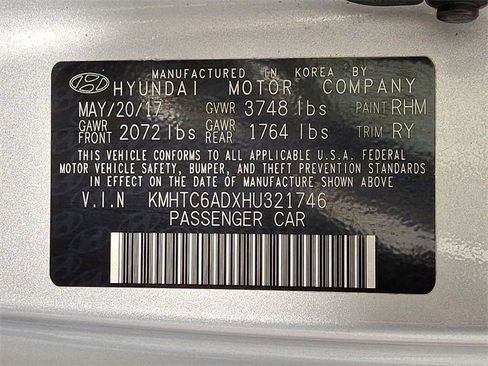 MANUFACTURED IN KOREA BY
HYUNDAI MOTOR COMPANY
MAY/20/17 GVWR 3748 lbs PAINT RHM
GAWR FRONT 2072 lbs GAWR REAR 1764 lbs TRIM RY
THIS VEHICLE CONFORMS TO ALL APPLICABLE U.S.A. FEDERAL
MOTOR VEHICLE SAFETY, BUMPER, AND THEFT PREVENTION STANDARDS
IN EFFECT ON THE DATE OF MANUFACTURE SHOWN ABOVE
V.I.N KMHTC6ADXHU321746
PASSENGER CAR